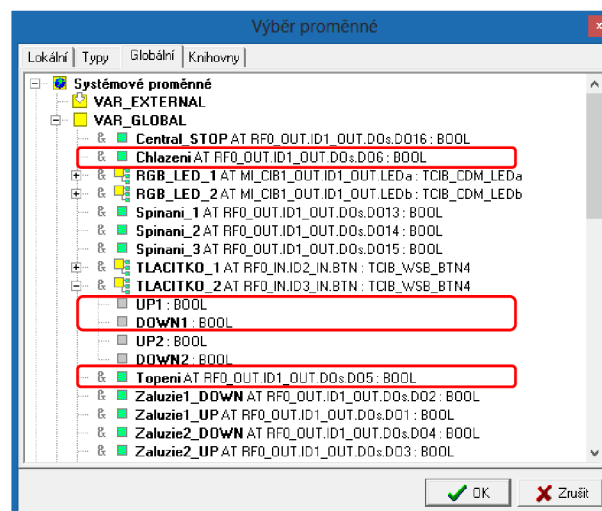 Výběr proměnné
x
Lokální Typy Globální Knihovny
Systémové proměnné
VAR_EXTERNAL
VAR_GLOBAL
& Central_STOP AT RF0_OUT.ID1_OUT.DOs.DO16 : BOOL
& Chlazeni AT RF0_OUT.ID1_OUT.DOs.DO6 : BOOL
& RGB_LED_1 AT MI_CIB1_OUT.ID1_OUT.LEDa : TCIB_CDM_LEDa
& RGB_LED_2 AT MI_CIB1_OUT.ID1_OUT.LEDb : TCIB_CDM_LEDb
& Spinani_1 AT RF0_OUT.ID1_OUT.DOs.DO13 : BOOL
& Spinani_2 AT RF0_OUT.ID1_OUT.DOs.DO14 : BOOL
& Spinani_3 AT RF0_OUT.ID1_OUT.DOs.DO15 : BOOL
& TLACITKO_1 AT RF0_IN.ID2_IN.BTN : TCIB_WSB_BTN4
& TLACITKO_2 AT RF0_IN.ID3_IN.BTN : TCIB_WSB_BTN4
UP1 : BOOL
DOWN1 : BOOL
UP2 : BOOL
DOWN2 : BOOL
& Topeni AT RF0_OUT.ID1_OUT.DOs.DO5 : BOOL
& Zaluzie1_DOWN AT RF0_OUT.ID1_OUT.DOs.DO2 : BOOL
& Zaluzie1_UP AT RF0_OUT.ID1_OUT.DOs.DO1 : BOOL
& Zaluzie2_DOWN AT RF0_OUT.ID1_OUT.DOs.DO4 : BOOL
& Zaluzie2_UP AT RF0_OUT.ID1_OUT.DOs.DO3 : BOOL
OK Zrušit